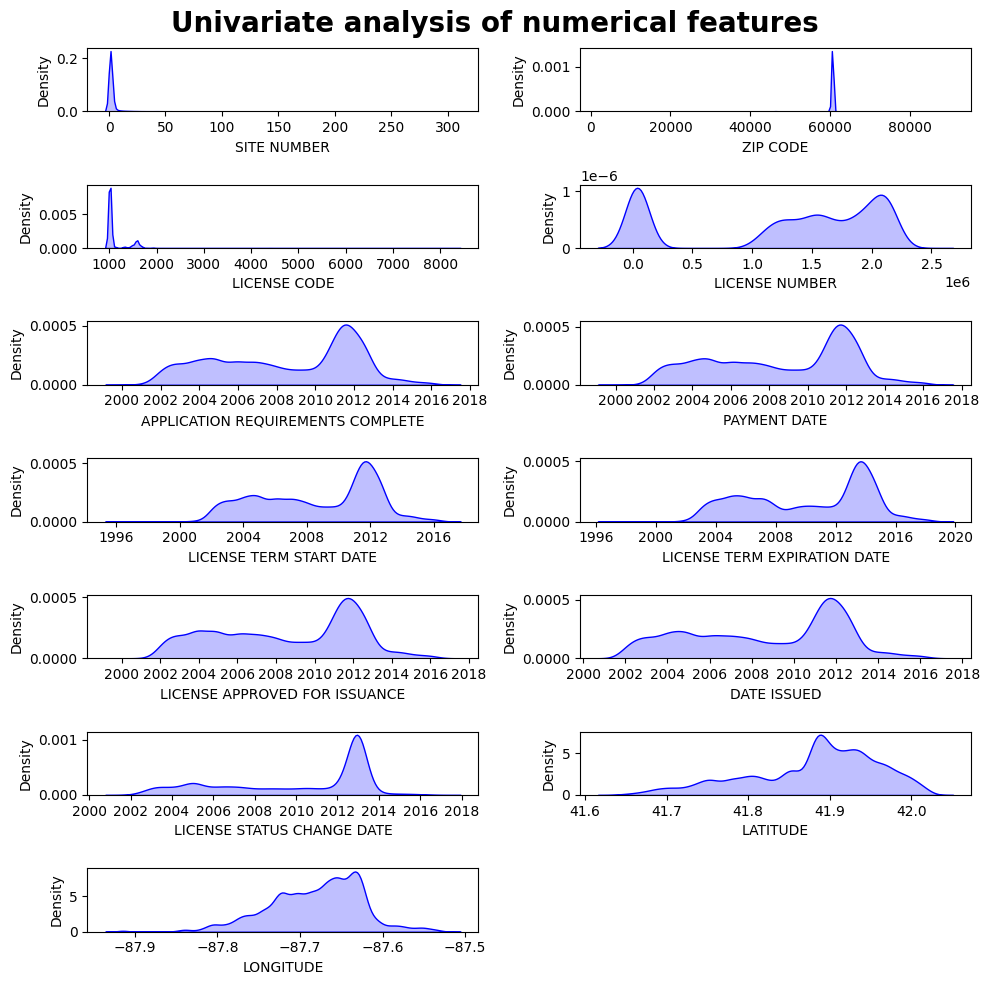 Univariate analysis of numerical features
Density
0.2
0.0
0 50 100 150 200 250 300
SITE NUMBER
Density
0.001
0.000
0 20000 40000 60000 80000
ZIP CODE
Density
0.005
0.000
1000 2000 3000 4000 5000 6000 7000 8000
LICENSE CODE
1e−6
Density
1
0
0.0 0.5 1.0 1.5 2.0 2.5
1e6
LICENSE NUMBER
Density
0.0005
0.0000
2000 2002 2004 2006 2008 2010 2012 2014 2016 2018
APPLICATION REQUIREMENTS COMPLETE
Density
0.0005
0.0000
2000 2002 2004 2006 2008 2010 2012 2014 2016 2018
PAYMENT DATE
Density
0.0005
0.0000
1996 2000 2004 2008 2012 2016
LICENSE TERM START DATE
Density
0.0005
0.0000
1996 2000 2004 2008 2012 2016 2020
LICENSE TERM EXPIRATION DATE
Density
0.0005
0.0000
2000 2002 2004 2006 2008 2010 2012 2014 2016 2018
LICENSE APPROVED FOR ISSUANCE
Density
0.0005
0.0000
2000 2002 2004 2006 2008 2010 2012 2014 2016 2018
DATE ISSUED
Density
0.001
0.000
2000 2002 2004 2006 2008 2010 2012 2014 2016 2018
LICENSE STATUS CHANGE DATE
Density
5
0
41.6 41.7 41.8 41.9 42.0
LATITUDE
Density
5
0
−87.9 −87.8 −87.7 −87.6 −87.5
LONGITUDE